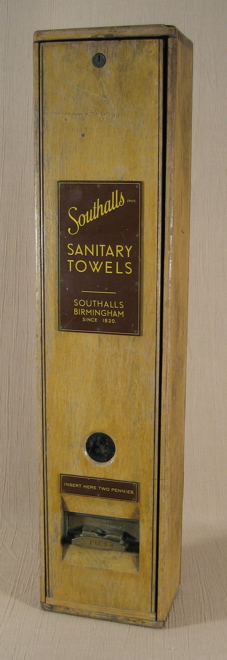 Southalls
SANITARY
TOWELS
SOUTHALLS
BIRMINGHAM
SINCE 1820.
INSERT HERE TWO PENNIES